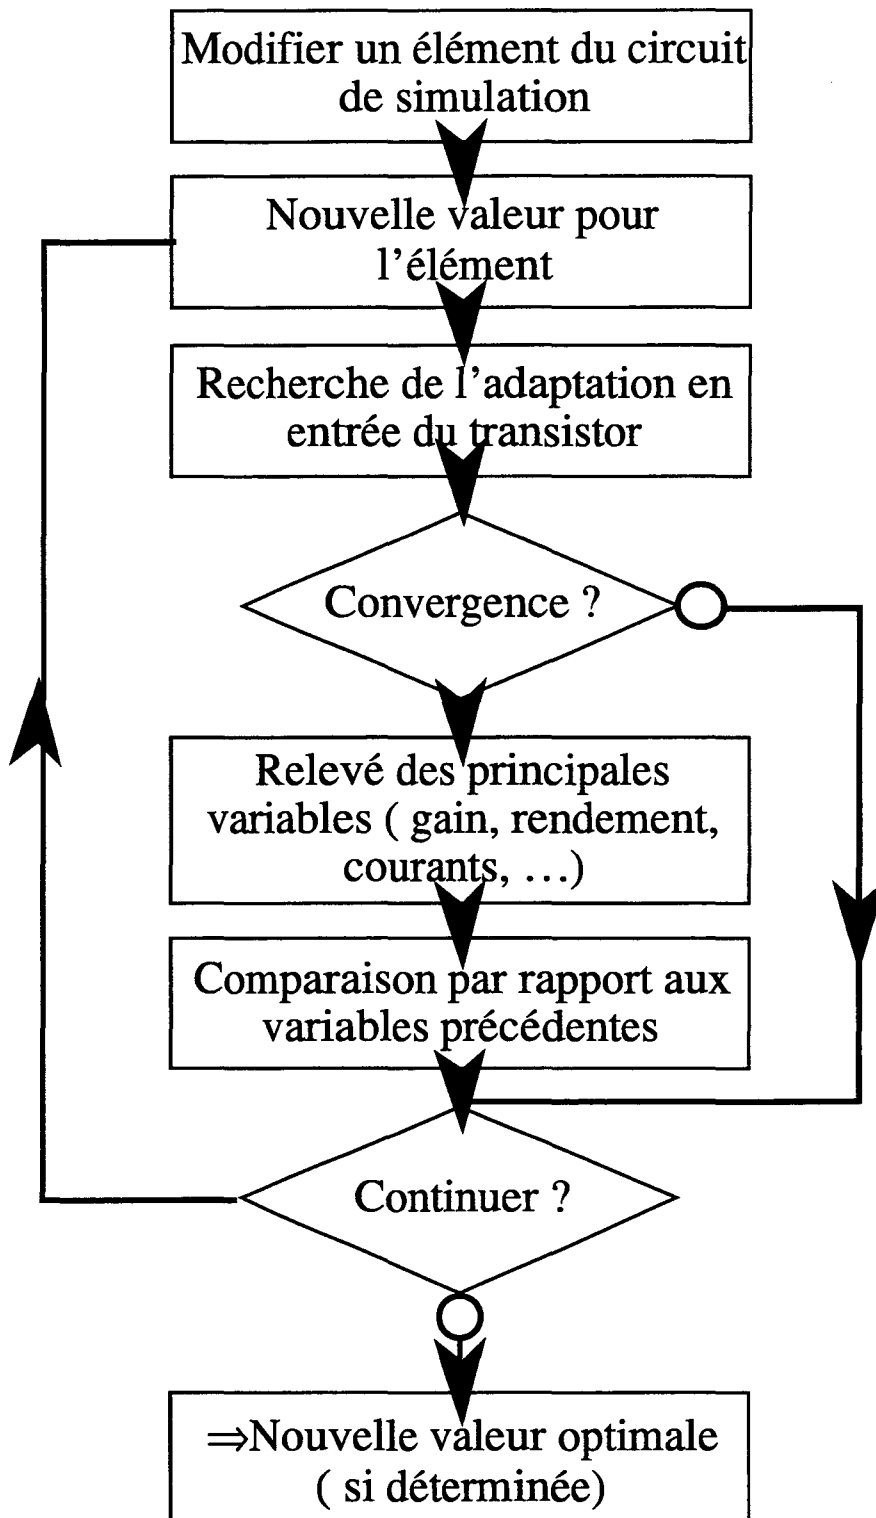 Modifier un élément du circuit
de simulation
Nouvelle valeur pour
l'élément
Recherche de l'adaptation en
entrée du transistor
Convergence ?
Relevé des principales
variables ( gain, rendement,
courants, …)
Comparaison par rapport aux
variables précédentes
Continuer ?
⇒Nouvelle valeur optimale
( si déterminée)